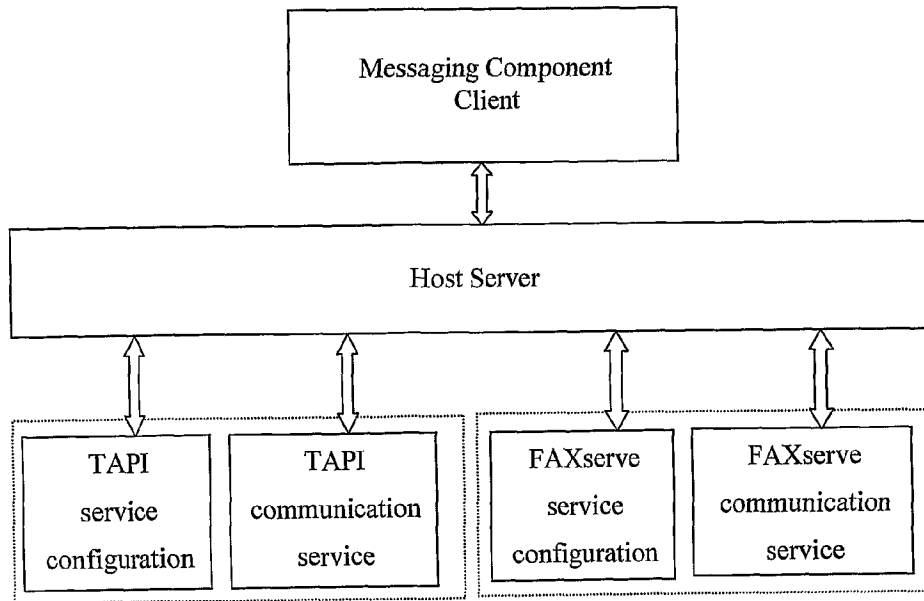 Messaging Component
Client
Host Server
TAPI
service
configuration
TAPI
communication
service
FAXserve
service
configuration
FAXserve
communication
service